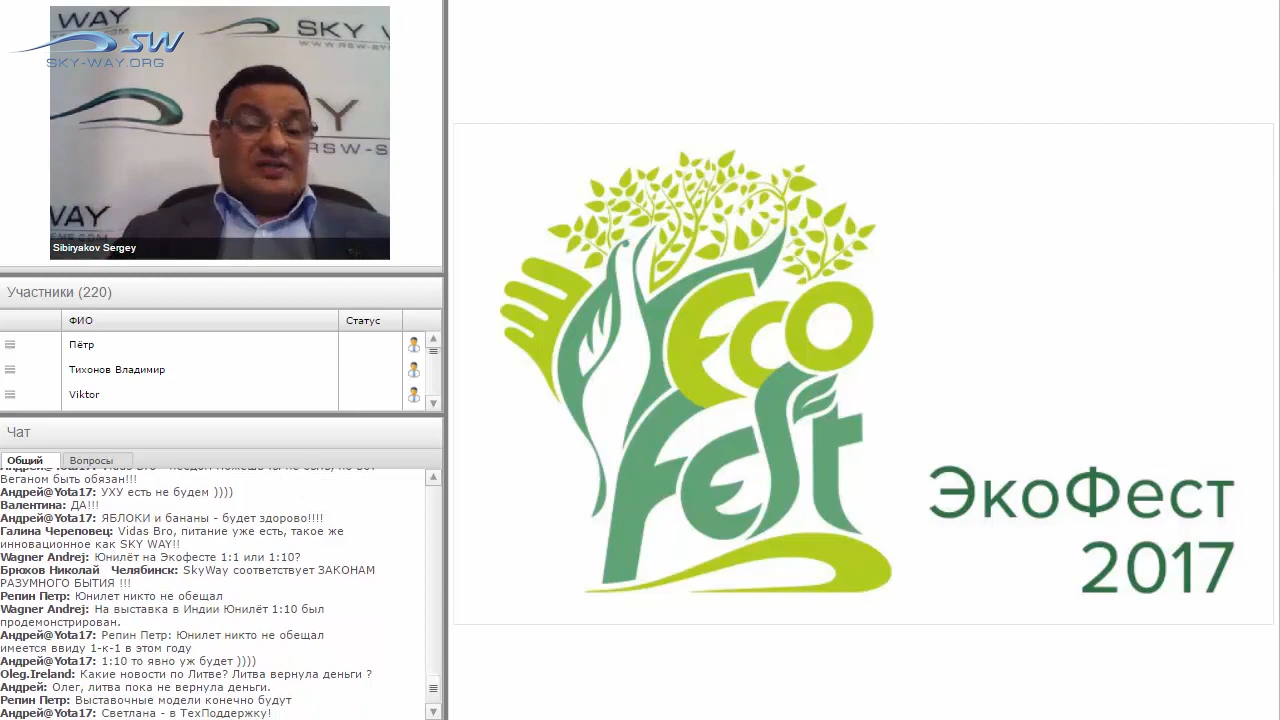 WAY
SW
SKY-WAY.ORG
SKY W
WWW.RSW-SY
Y
RSW-S
WAY
Sibiryakov Sergey
Участники (220)
ФИО
Статус
Пётр
Тихонов Владимир
Viktor
Чат
Общий
Вопросы
Веганом быть обязан!!!
Андрей@Yota17: УХУ есть не будем ))))
Валентина: ДА!!!
Андрей@Yota17: ЯБЛОКИ и бананы - будет здорово!!!!
Галина Череповец: Vidas Bro, питание уже есть, такое же
инновационное как SKY WAY!!
Wagner Andrej: Юнилёт на Экофесте 1:1 или 1:10?
Брюхов Николай Челябинск: SkyWay соответствует ЗАКОНАМ
РАЗУМНОГО БЫТИЯ !!!
Репин Петр: Юнилет никто не обещал
Wagner Andrej: На выставка в Индии Юнилёт 1:10 был
продемонстрирован.
Андрей@Yota17: Репин Петр: Юнилет никто не обещал
имеется ввиду 1-к-1 в этом году
Андрей@Yota17: 1:10 то явно уж будет ))))
Oleg.Ireland: Какие новости по Литве? Литва вернула деньги ?
Андрей: Олег, литва пока не вернула деньги.
Репин Петр: Выставочные модели конечно будут
Андрей@Yota17: Светлана - в ТехПоддержку!
Eco
Fest
ЭкоФест
2017